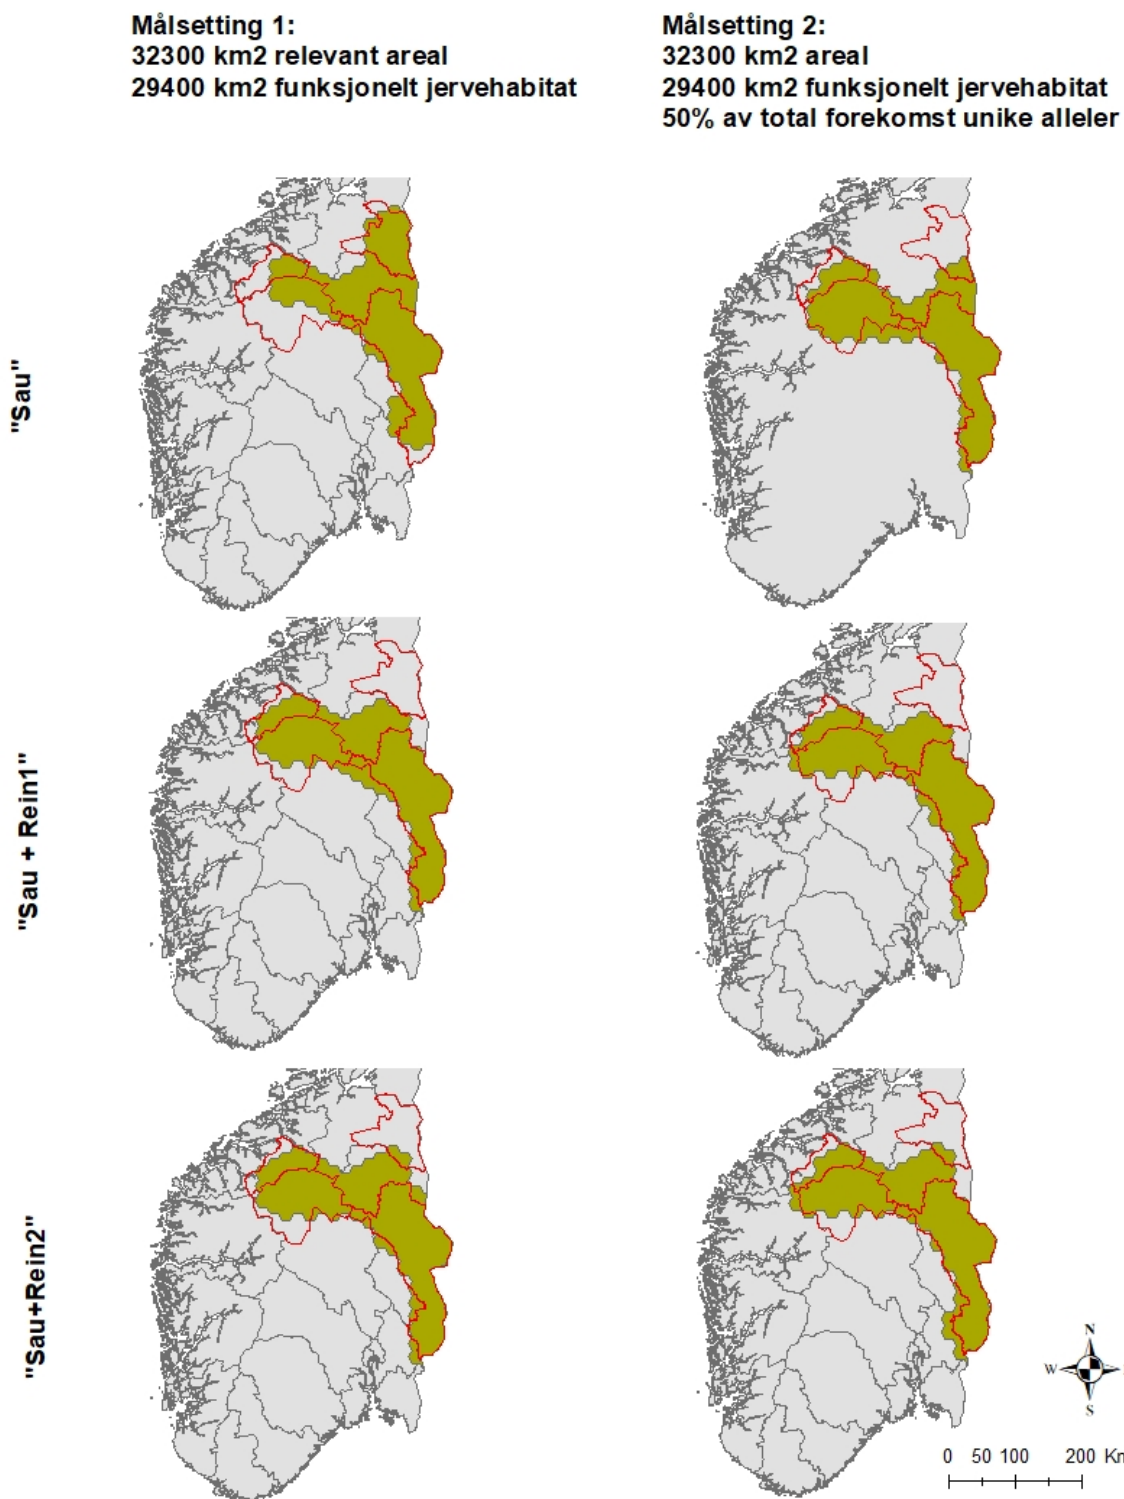 Målsetting 1:
32300 km2 relevant areal
29400 km2 funksjonelt jervehabitat
Målsetting 2:
32300 km2 areal
29400 km2 funksjonelt jervehabitat
50% av total forekomst unike alleler
"Sau"
"Sau + Rein1"
"Sau+Rein2"
N
W
S
0 50 100 200